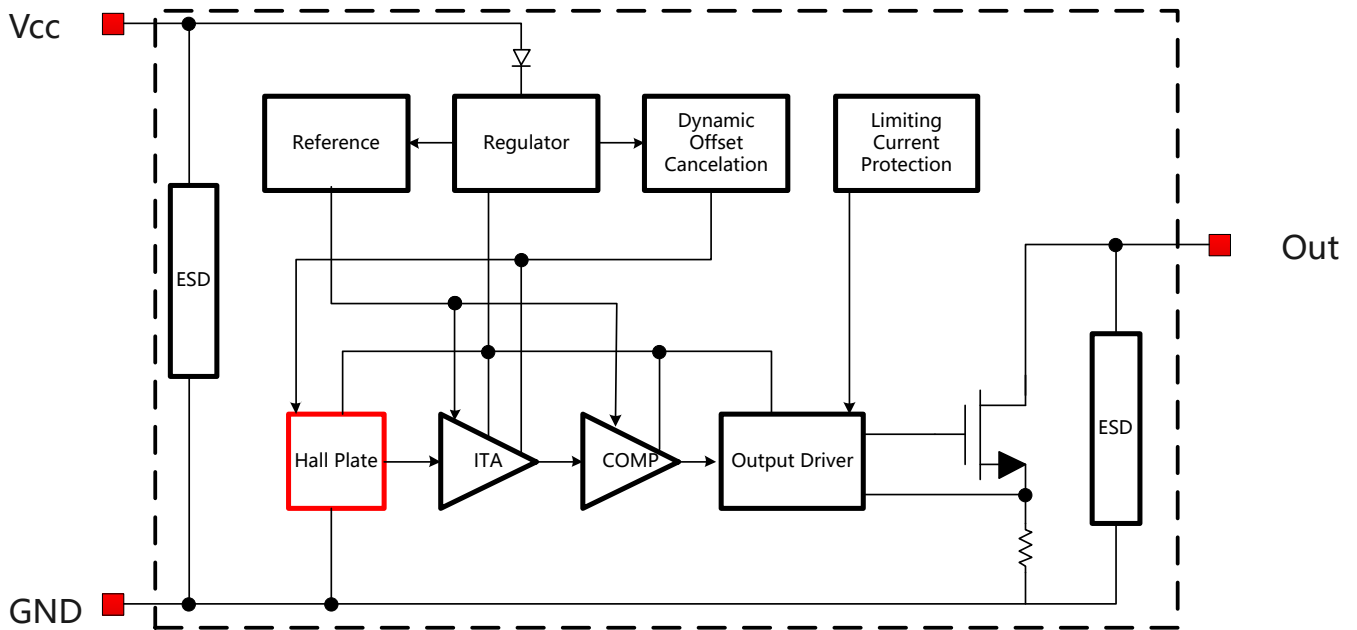 Vcc
Reference
Regulator
Dynamic
Offset
Cancelation
Limiting
Current
Protection
ESD
Out
Hall Plate
ITA
COMP
Output Driver
ESD
GND